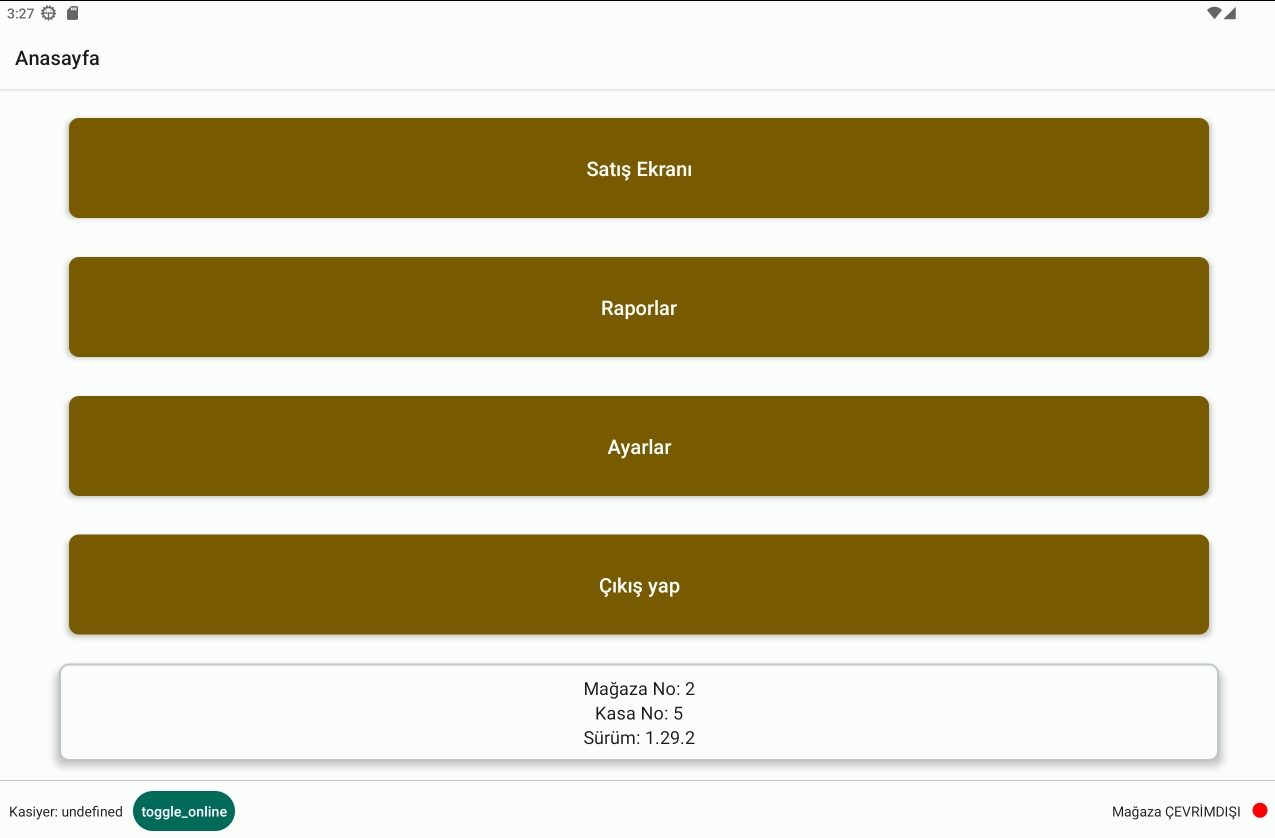 3:27
Anasayfa
Satış Ekranı
Raporlar
Ayarlar
Çıkış yap
Mağaza No: 2
Kasa No: 5
Sürüm: 1.29.2
Kasiyer: undefined toggle_online Mağaza ÇEVRİMDIŞI